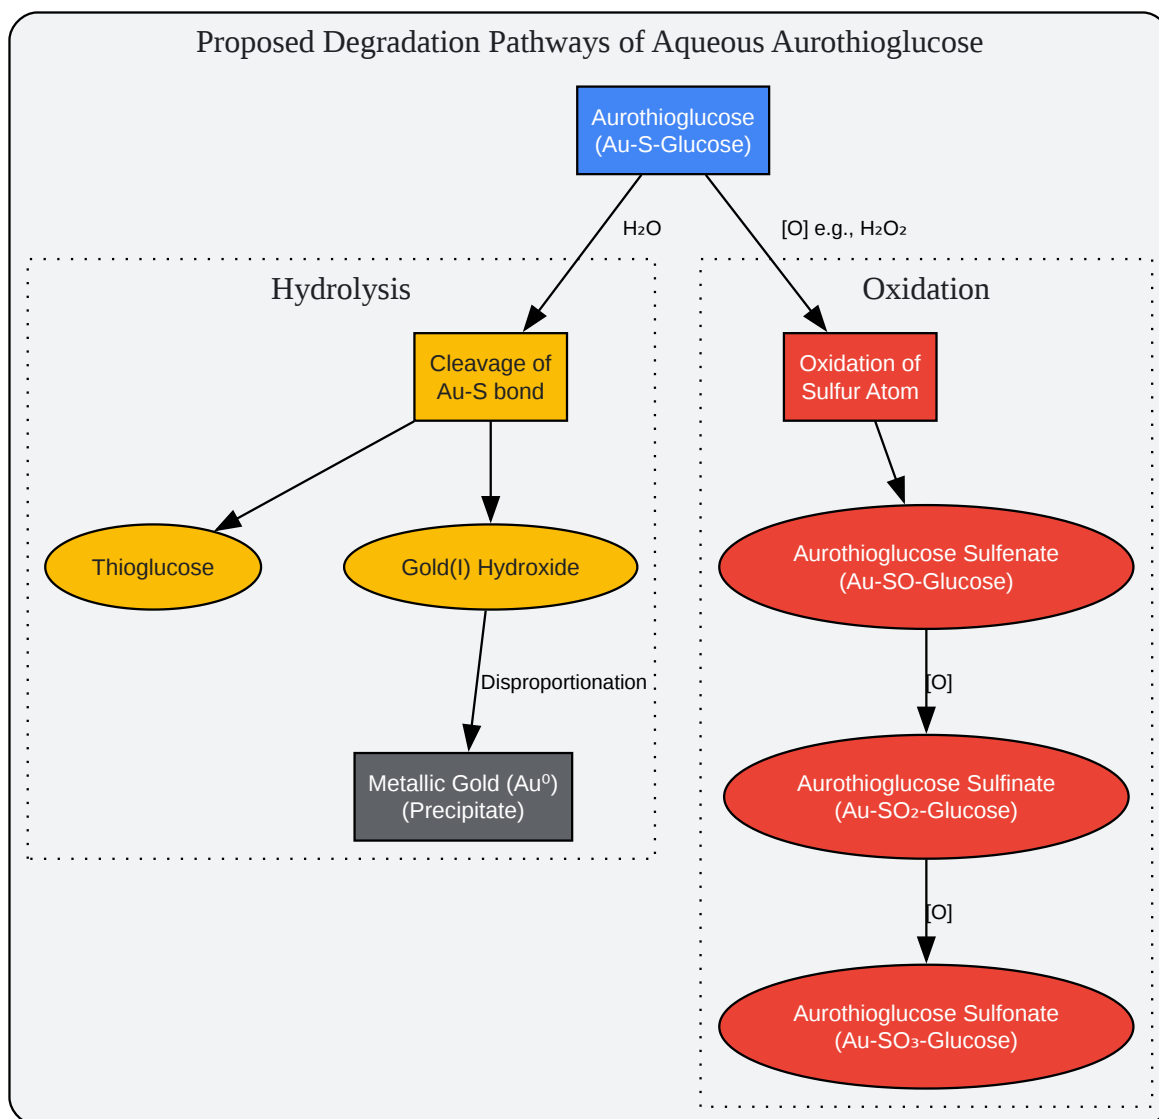 Proposed Degradation Pathways of Aqueous Aurothioglucose
Aurothioglucose
(Au-S-Glucose)
H₂O
[O] e.g., H₂O₂
Hydrolysis
Oxidation
Cleavage of
Au-S bond
Oxidation of
Sulfur Atom
Thioglucose
Gold(I) Hydroxide
Aurothioglucose Sulfenate
(Au-SO-Glucose)
Disproportionation
[O]
Metallic Gold (Au⁰)
(Precipitate)
Aurothioglucose Sulfinate
(Au-SO₂-Glucose)
[O]
Aurothioglucose Sulfonate
(Au-SO₃-Glucose)